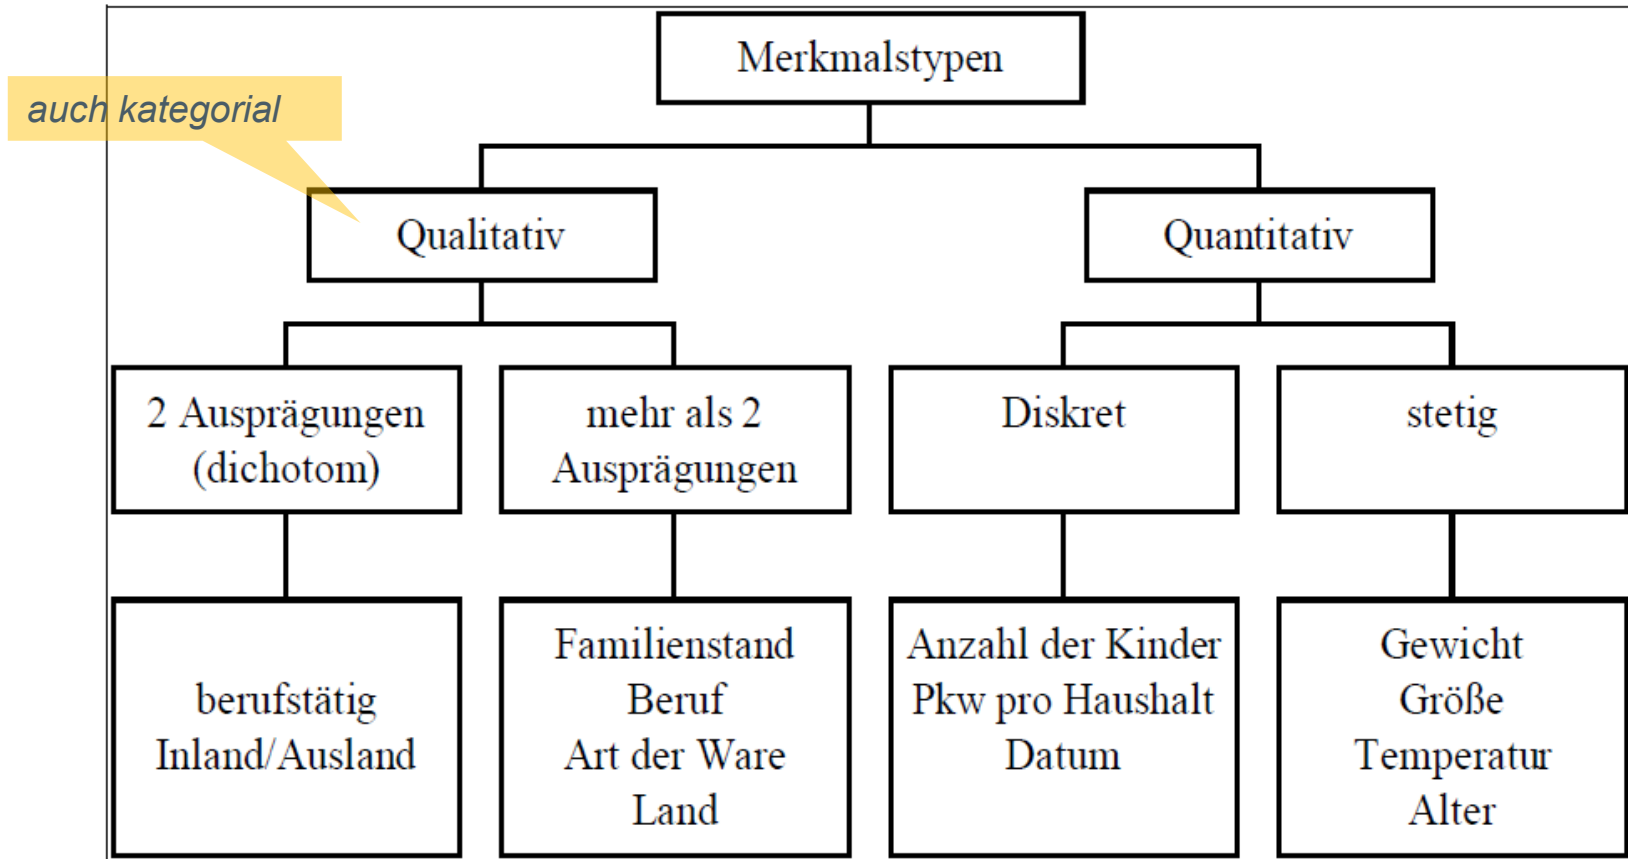 Merkmalstypen
auch kategorial
Qualitativ
Quantitativ
2 Ausprägungen
(dichotom)
mehr als 2
Ausprägungen
Diskret
stetig
berufstätig
Inland/Ausland
Familienstand
Beruf
Art der Ware
Land
Anzahl der Kinder
Pkw pro Haushalt
Datum
Gewicht
Größe
Temperatur
Alter